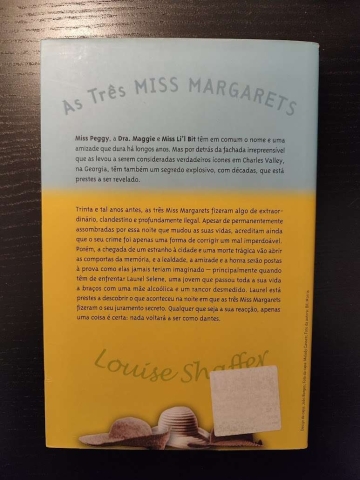 As Três MISS MARGARETS
Miss Peggy, a Dra. Maggie e Miss Li'l Bit têm em comum o nome e uma
amizade que dura há longos anos. Mas por detrás da fachada irrepreensível
que as levou a serem consideradas verdadeiros ícones em Charles Valley,
na Georgia, têm também um segredo explosivo, com décadas, que está
prestes a ser revelado.
Trinta e tal anos antes, as três Miss Margarets fizeram algo de extraor-
dinário, clandestino e profundamente ilegal. Apesar de permanentemente
assombradas por essa noite que mudou as suas vidas, acreditam ainda
que o seu crime foi apenas uma forma de corrigir um mal imperdoável.
Porém, a chegada de um estranho à cidade e uma morte trágica vão abrir
as comportas da memória, e a lealdade, a amizade e a honra serão postas
à prova como elas jamais teriam imaginado — principalmente quando
têm de enfrentar Laurel Selene, uma jovem que passou toda a sua vida
a braços com uma mãe alcoólica e um rancor desmedido. Laurel está
prestes a descobrir o que aconteceu na noite em que as três Miss Margarets
fizeram o seu juramento secreto. Qualquer que seja a sua reacção, apenas
uma coisa é certa: nada voltará a ser como dantes.
Louise Shaffer